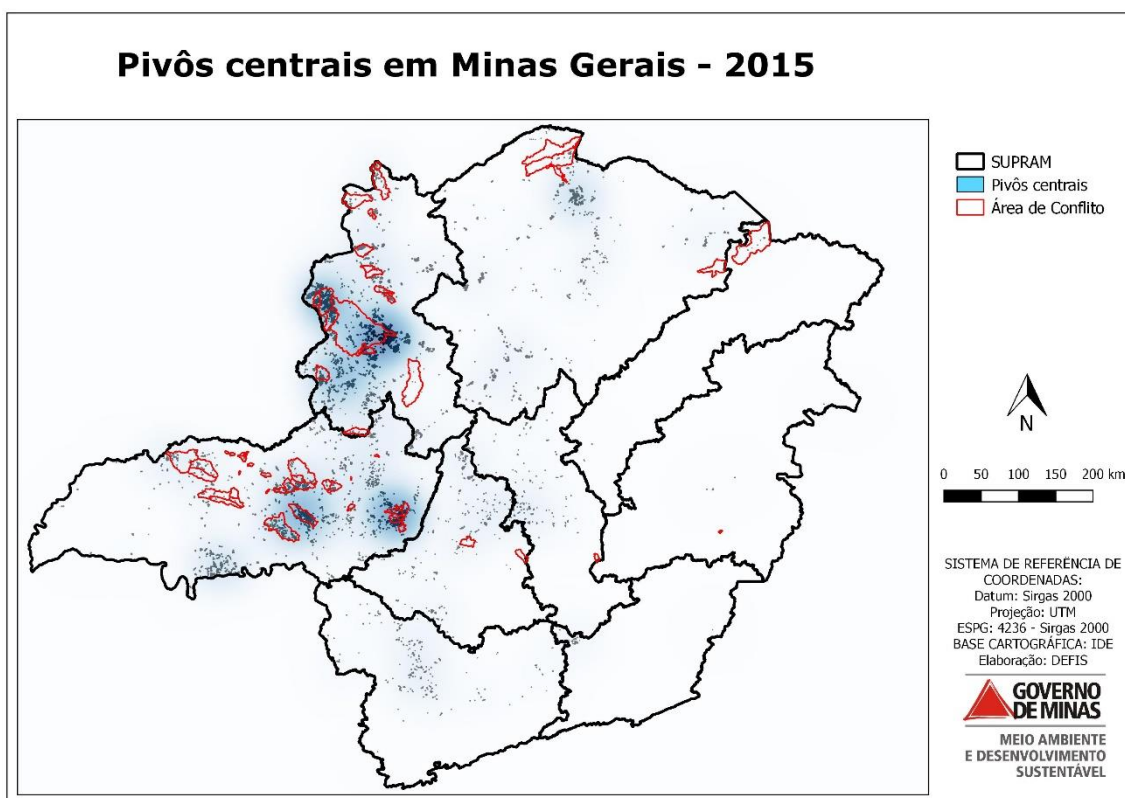 Pivôs centrais em Minas Gerais - 2015
SUPRAM
Pivôs centrais
Área de Conflito
N
0 50 100 150 200 km
SISTEMA DE REFERÊNCIA DE
COORDENADAS:
Datum: Sirgas 2000
Projeção: UTM
ESPG: 4236 - Sirgas 2000
BASE CARTOGRÁFICA: IDE
Elaboração: DEFIS
GOVERNO
DE MINAS
MEIO AMBIENTE
E DESENVOLVIMENTO
SUSTENTÁVEL